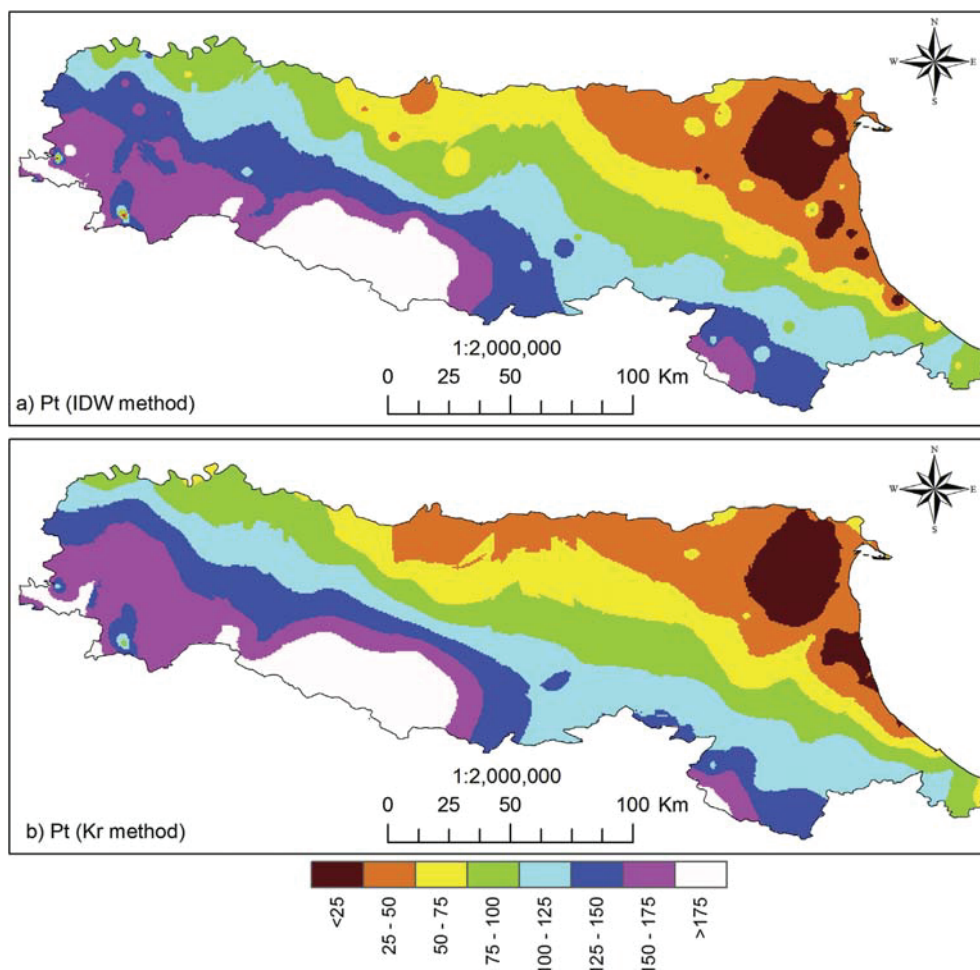 N
W E
S
1:2,000,000
0 25 50 100 Km
a) Pt (IDW method)
N
W E
S
1:2,000,000
0 25 50 100 Km
b) Pt (Kr method)
<25
25 - 50
50 - 75
75 - 100
100 - 125
125 - 150
150 - 175
>175